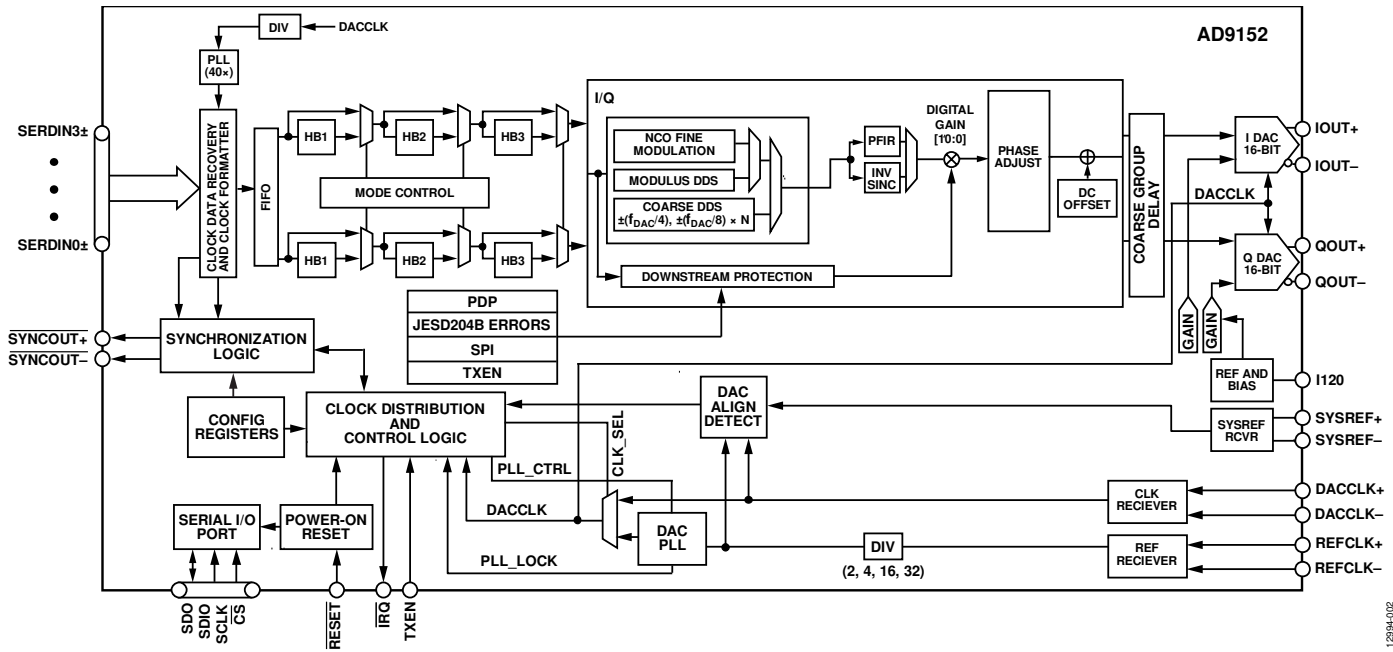 DIV
DACCLK
AD9152
PLL
(40×)
I/Q
SERDIN3±
SERDIN0±
CLOCK DATA RECOVERY
AND CLOCK FORMATTER
FIFO
HB1
HB2
HB3
MODE CONTROL
HB1
HB2
HB3
NCO FINE
MODULATION
MODULUS DDS
COARSE DDS
±(fDAC/4), ±(fDAC/8) × N
PFIR
INV
SINC
DIGITAL
GAIN
[10:0]
PHASE
ADJUST
DC
OFFSET
COARSE GROUP
DELAY
I DAC
16-BIT
DACCLK
Q DAC
16-BIT
IOUT+
IOUT–
QOUT+
QOUT–
DOWNSTREAM PROTECTION
PDP
JESD204B ERRORS
SPI
TXEN
GAIN
GAIN
SYNCOUT+
SYNCOUT–
SYNCHRONIZATION
LOGIC
REF AND
BIAS
I120
CONFIG
REGISTERS
CLOCK DISTRIBUTION
AND
CONTROL LOGIC
CLK_SEL
DAC
ALIGN
DETECT
SYSREF
RCVR
SYSREF+
SYSREF–
PLL_CTRL
SERIAL I/O
PORT
POWER-ON
RESET
DACCLK
PLL_LOCK
DAC
PLL
DIV
(2, 4, 16, 32)
CLK
RECIEVER
REF
RECIEVER
DACCLK+
DACCLK–
REFCLK+
REFCLK–
SDO
SDIO
SCLK
CS
RESET
IRQ
TXEN
12994-002